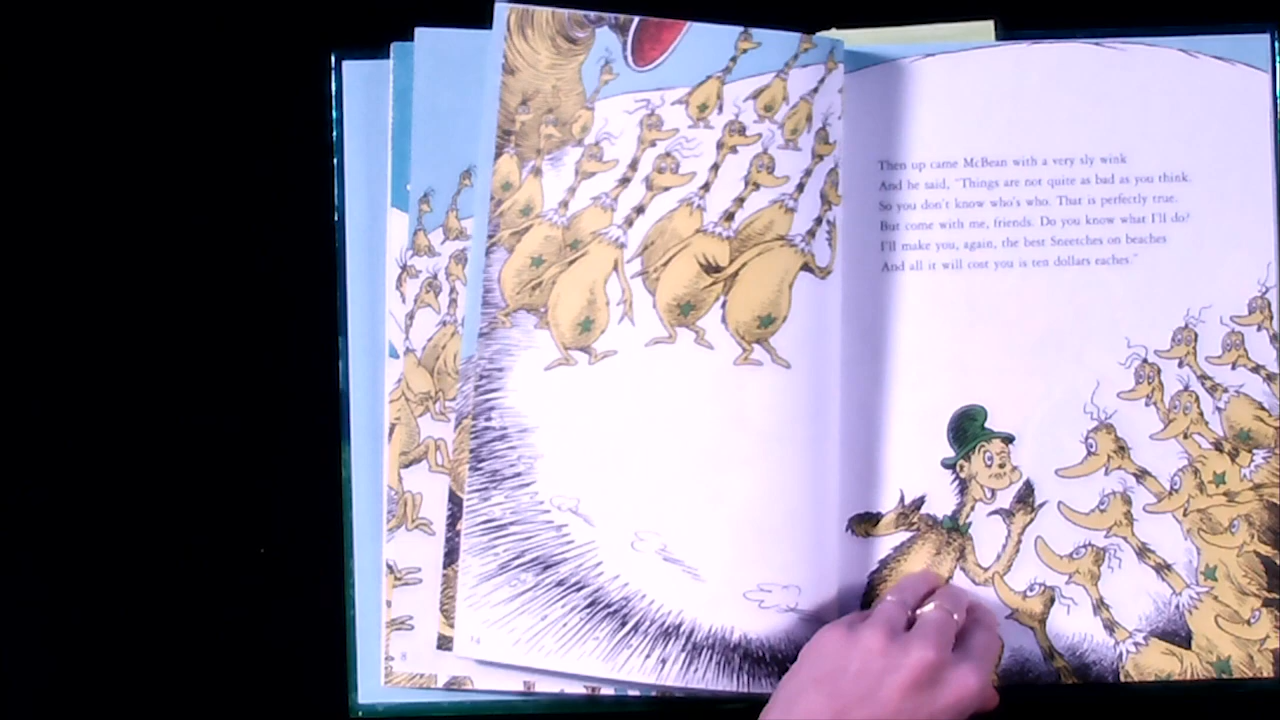 Then up came McBean with a very sly wink
And he said, "Things are not quite as bad as you think.
So you don't know who's who. That is perfectly true.
But come with me, friends. Do you know what I'll do?
I'll make you, again, the best Sneetches on beaches
And all it will cost you is ten dollars eaches."
14
8